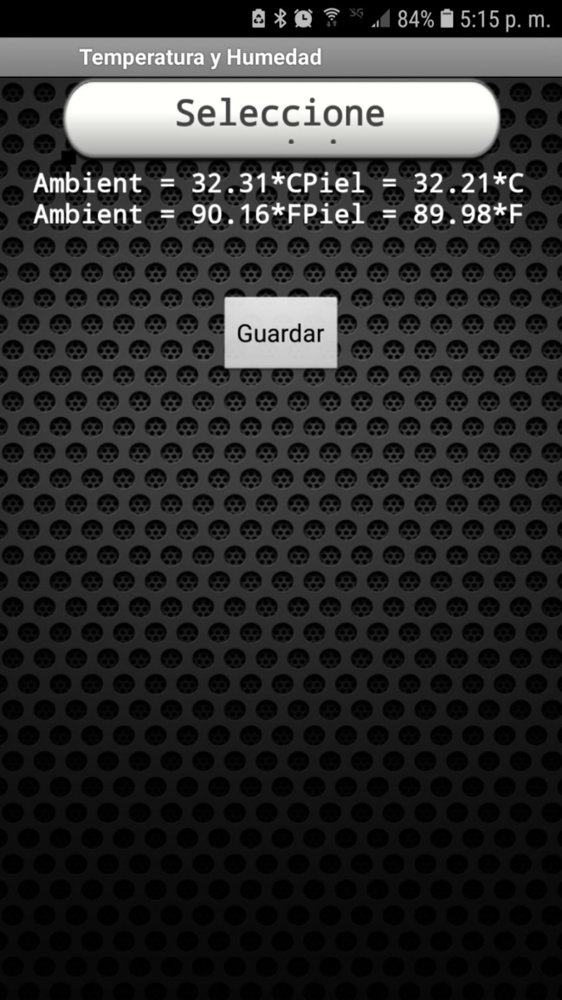 84% 5:15 p. m.
Temperatura y Humedad
Seleccione
Ambient = 32.31*CPiel = 32.21*C
Ambient = 90.16*FPiel = 89.98*F
Guardar